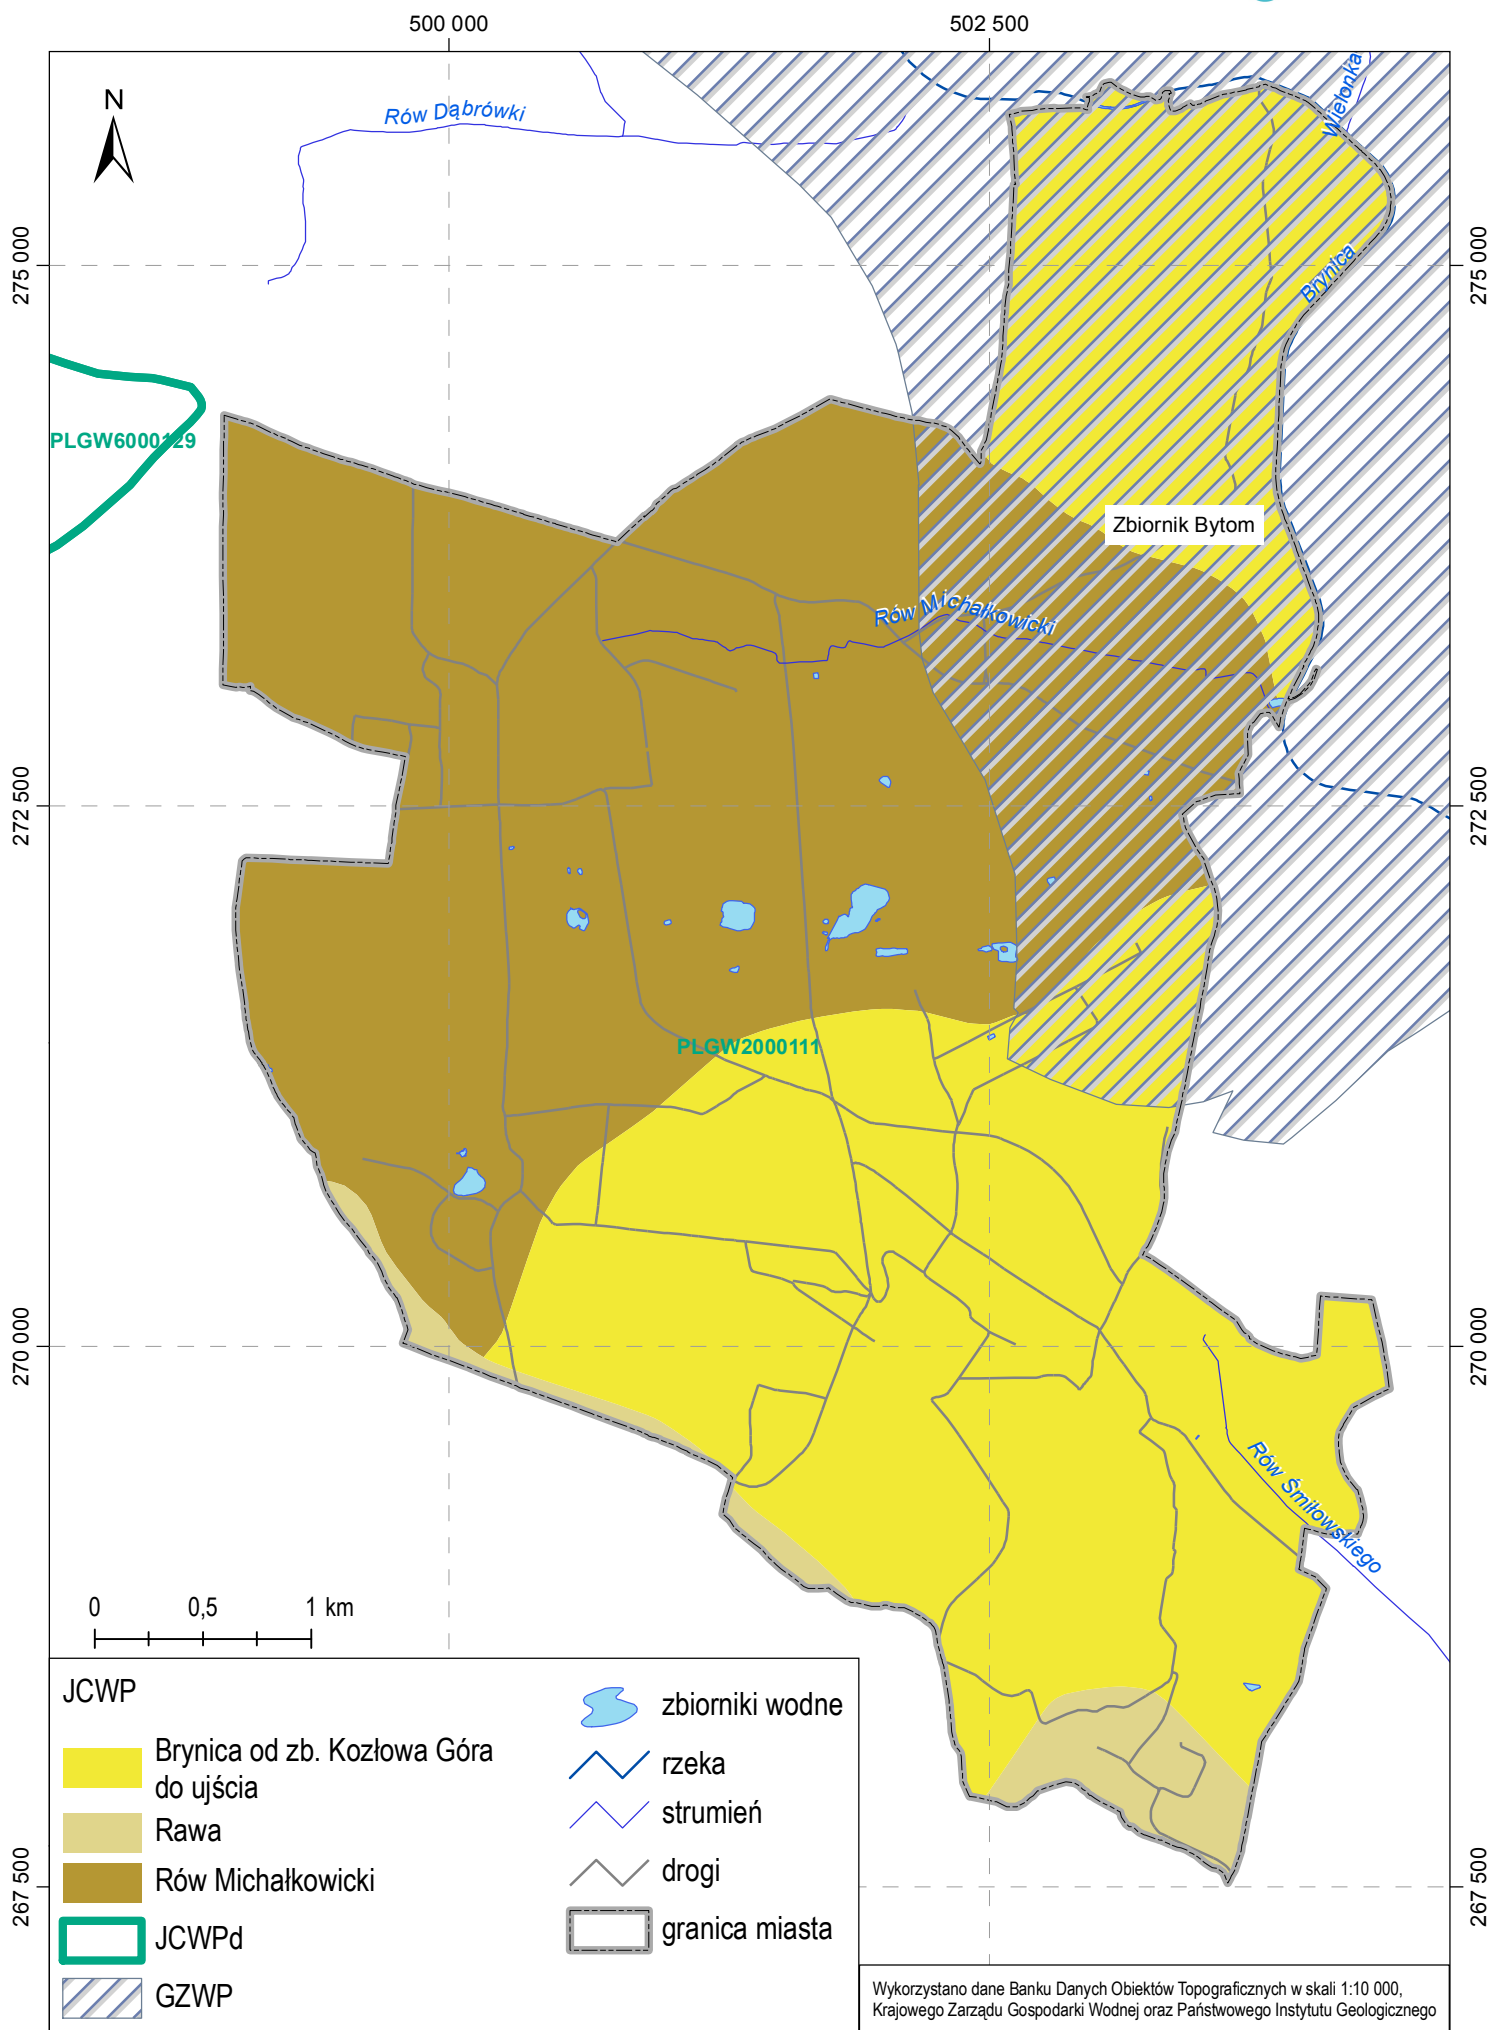 500 000
502 500
N
Rów Dąbrówki
Wielonka
275 000
275 000
Brynica
PLGW6000129
Zbiornik Bytom
Rów Michałkowicki
272 500
272 500
PLGW2000111
270 000
270 000
Rów Śmiłowskiego
0 0,5 1 km
267 500
267 500
JCWP
Brynica od zb. Kozłowa Góra
do ujścia
Rawa
Rów Michałkowicki
JCWPd
GZWP
zbiorniki wodne
rzeka
strumień
drogi
granica miasta
Wykorzystano dane Banku Danych Obiektów Topograficznych w skali 1:10 000,
Krajowego Zarządu Gospodarki Wodnej oraz Państwowego Instytutu Geologicznego